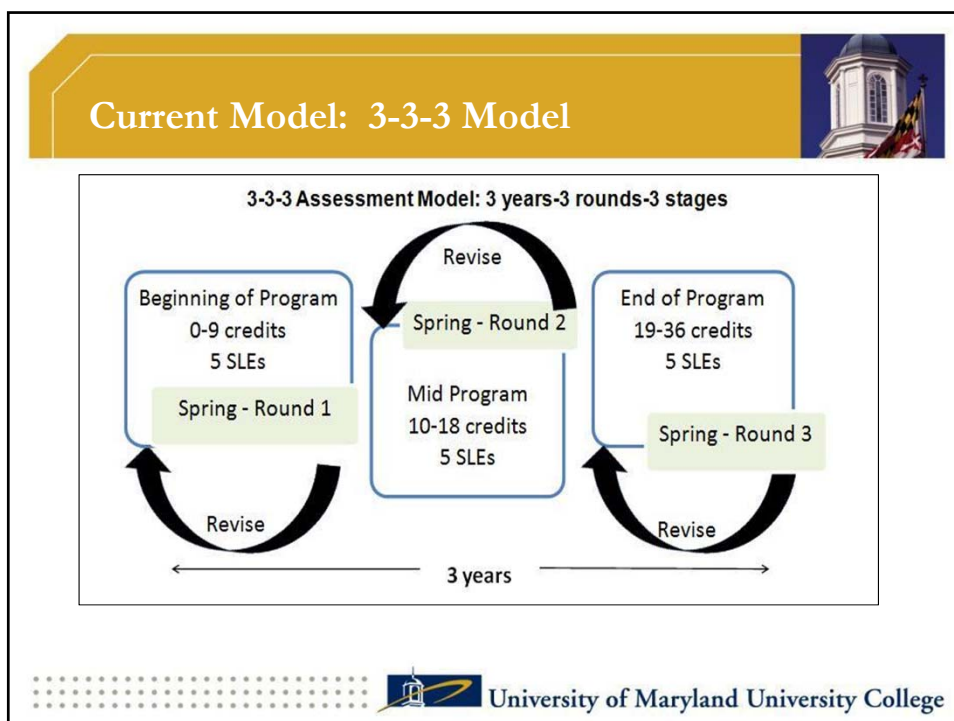 Current Model: 3-3-3 Model
3-3-3 Assessment Model: 3 years-3 rounds-3 stages
Beginning of Program
0-9 credits
5 SLEs
Spring - Round 1
Revise
Revise
Spring - Round 2
Mid Program
10-18 credits
5 SLEs
End of Program
19-36 credits
5 SLEs
Spring - Round 3
Revise
3 years
University of Maryland University College